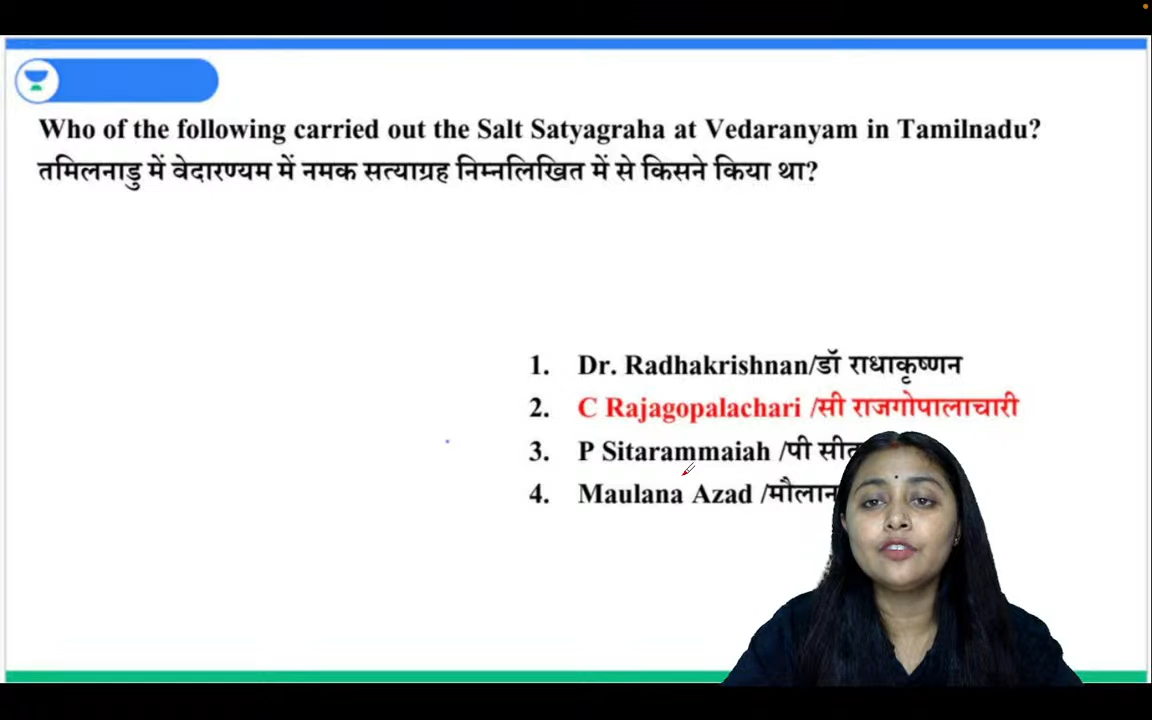 Who of the following carried out the Salt Satyagraha at Vedaranyam in Tamilnadu?
तमिलनाडु में वेदारण्यम में नमक सत्याग्रह निम्नलिखित में से किसने किया था?
1. Dr. Radhakrishnan/डॉ राधाकृष्णन
2. C Rajagopalachari /सी राजगोपालाचारी
3. P Sitarammaiah /पी
4. Maulana Azad /